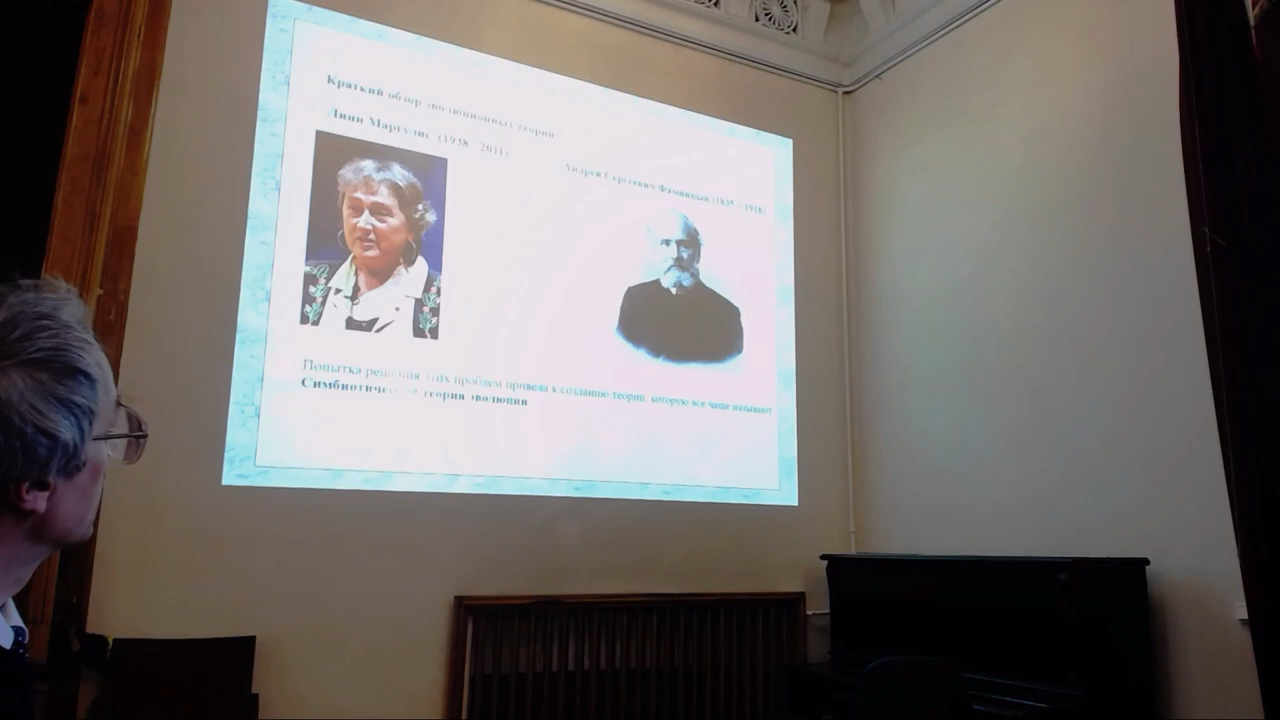 Краткий обзор эволюционных теорий
Линн Маргулис (1938 - 2011)
Андрей Сергеевич Фаминцын (1835 - 1918)
Попытка решения этих проблем привела к созданию теории, которую все чаще называют
Симбиотическая теория эволюции